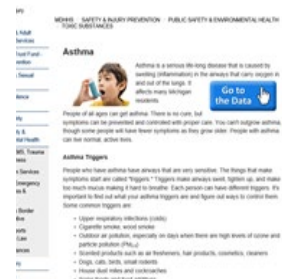 MDHHS SAFETY & INJURY PREVENTION PUBLIC SAFETY & ENVIRONMENTAL HEALTH
TOXIC SUBSTANCES
Asthma
Asthma is a serious life-long disease that is caused by
swelling (inflammation) in the airways that carry oxygen in
and out of the lungs. It
affects many Michigan
residents.
Go to
the Data
People of all ages can get asthma. There is no cure, but
symptoms can be prevented and controlled with proper care. You can't outgrow asthma,
though some people will have fewer symptoms as they grow older. People with asthma
can live normal, active lives.
Asthma Triggers
People who have asthma have airways that are very sensitive. The things that make
symptoms start are called "triggers." Triggers make airways swell, tighten up, and make
too much mucus making it hard to breathe. Each person can have different triggers. It's
important to find out what your asthma triggers are and figure out ways to control them.
Some common triggers are:
Upper respiratory infections (colds)
Cigarette smoke, wood smoke
Outdoor air pollution, especially on days when there are high levels of ozone and
particle pollution (PM2.5)
Scented products such as air fresheners, hair products, cosmetics, cleaners
Dogs, cats, birds, small rodents
House dust mites and cockroaches